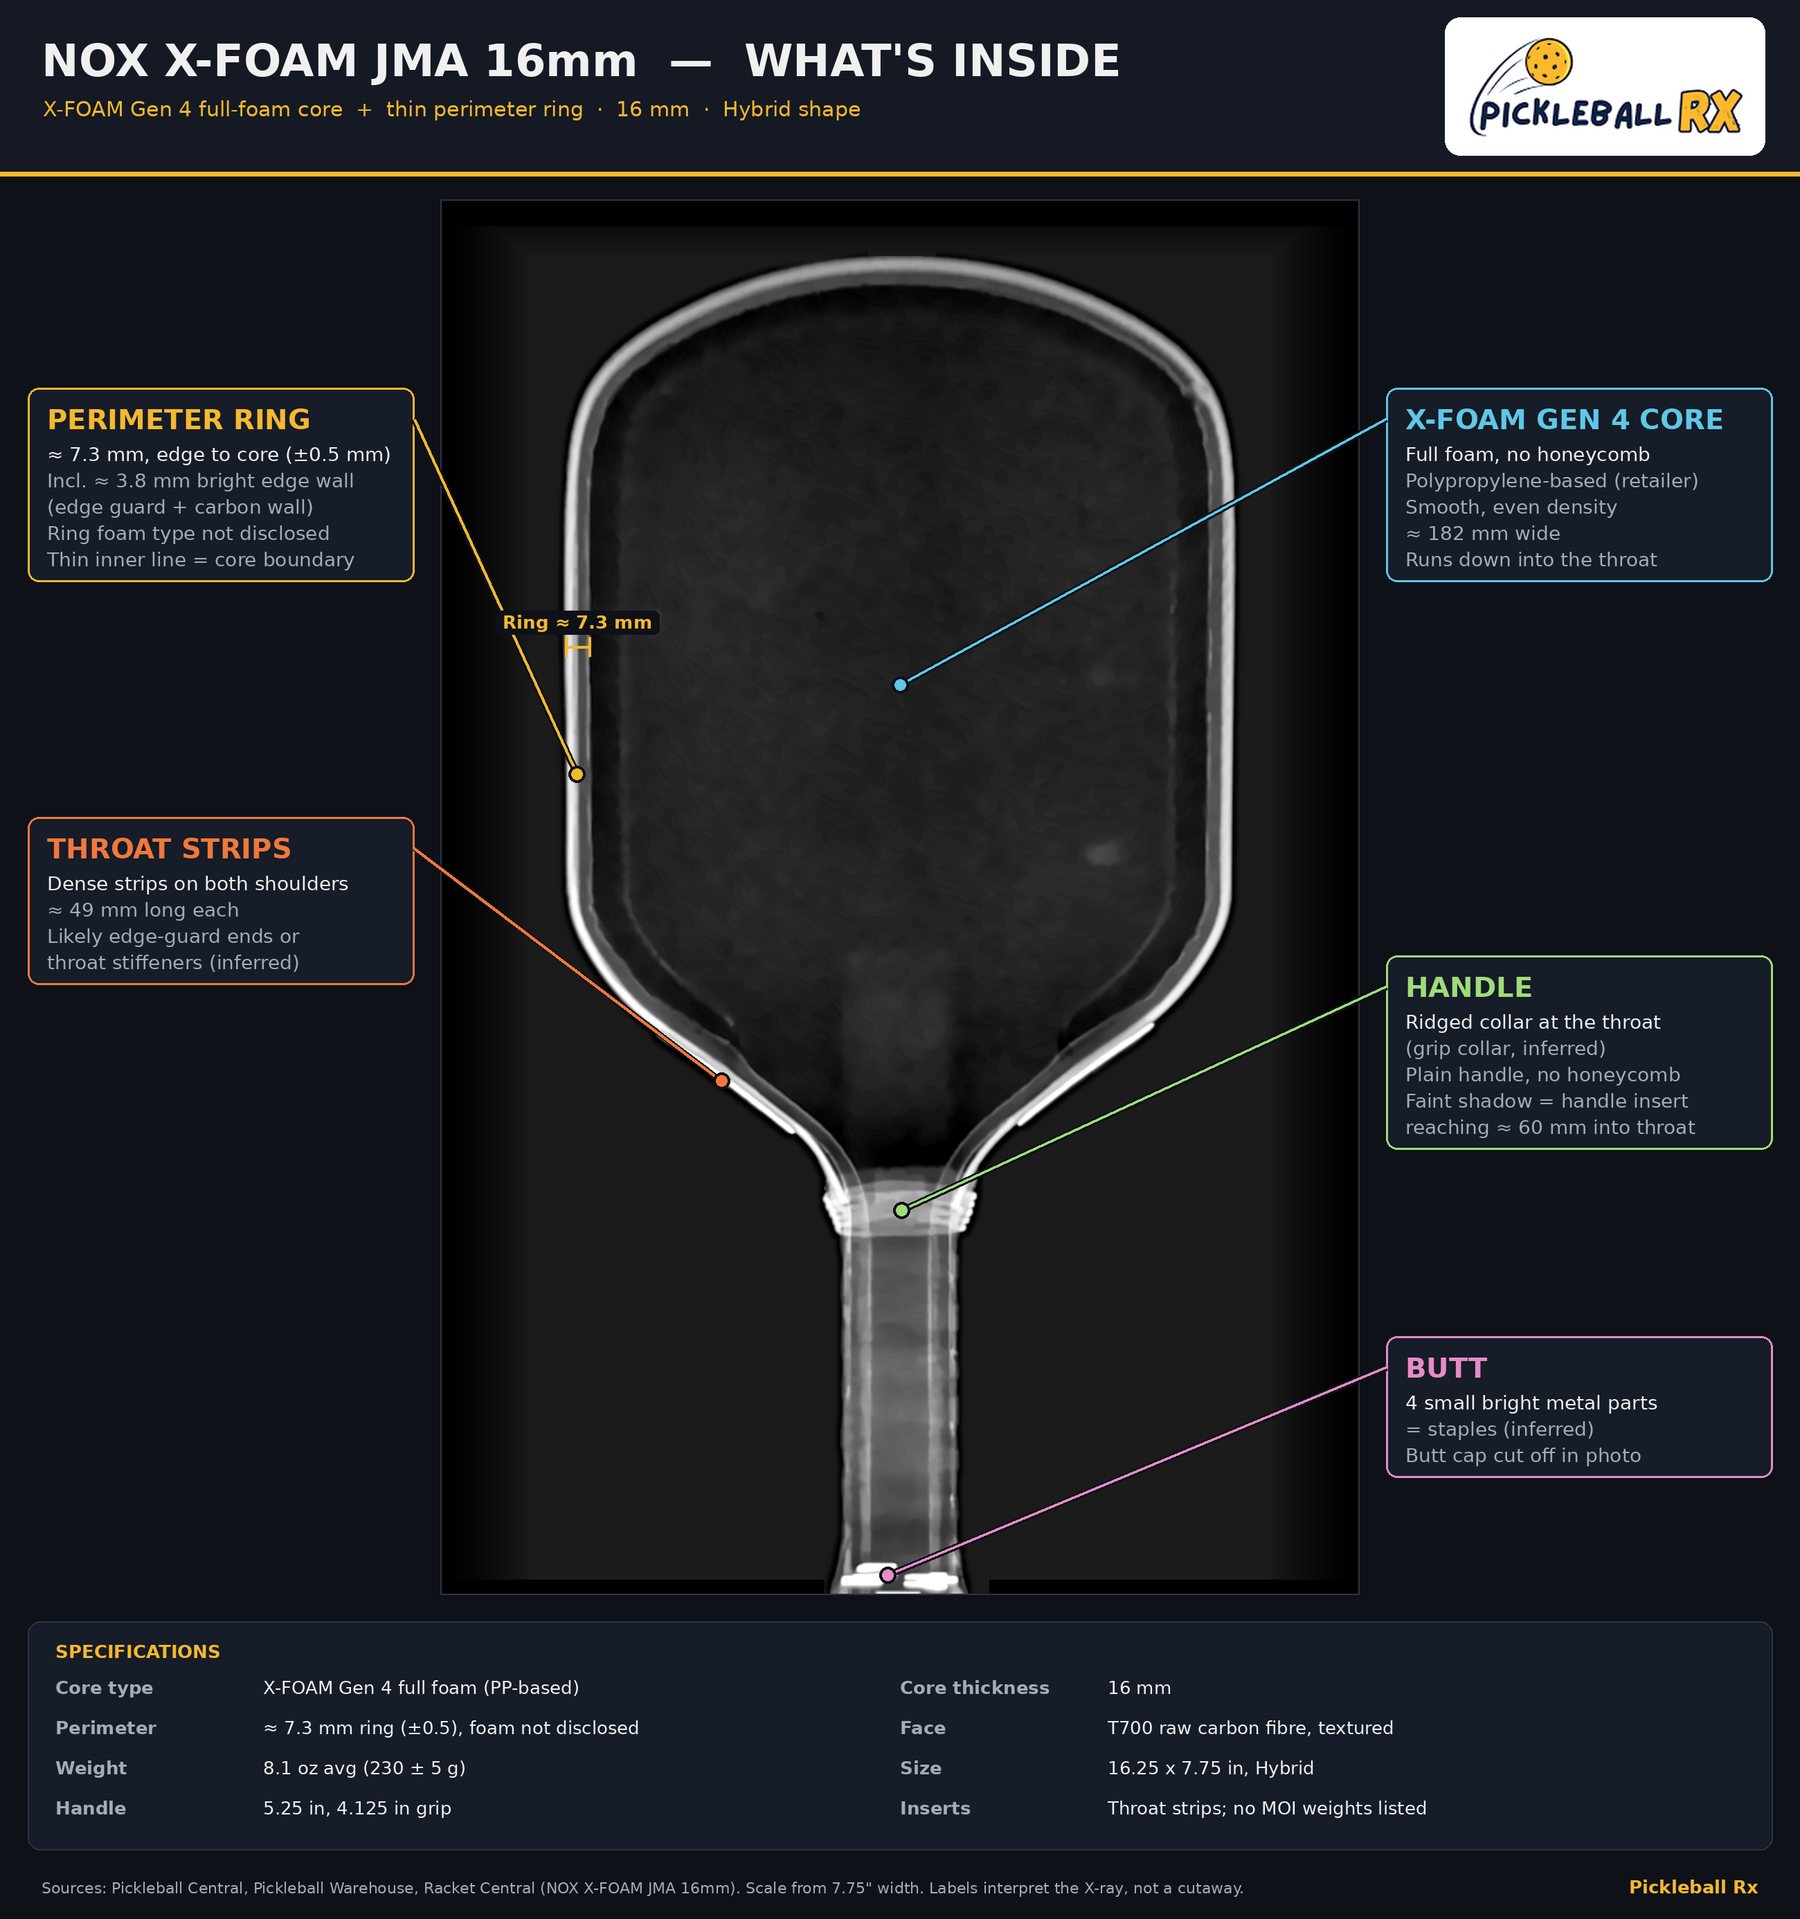 NOX X-FOAM JMA 16mm — WHAT'S INSIDE
X-FOAM Gen 4 full-foam core + thin perimeter ring · 16 mm · Hybrid shape
PICKLEBALL RX
PERIMETER RING
≈ 7.3 mm, edge to core (±0.5 mm)
Incl. ≈ 3.8 mm bright edge wall
(edge guard + carbon wall)
Ring foam type not disclosed
Thin inner line = core boundary
X-FOAM GEN 4 CORE
Full foam, no honeycomb
Polypropylene-based (retailer)
Smooth, even density
≈ 182 mm wide
Runs down into the throat
Ring ≈ 7.3 mm
THROAT STRIPS
Dense strips on both shoulders
≈ 49 mm long each
Likely edge-guard ends or
throat stiffeners (inferred)
HANDLE
Ridged collar at the throat
(grip collar, inferred)
Plain handle, no honeycomb
Faint shadow = handle insert
reaching ≈ 60 mm into throat
BUTT
4 small bright metal parts
= staples (inferred)
Butt cap cut off in photo
SPECIFICATIONS
Core type X-FOAM Gen 4 full foam (PP-based) Core thickness 16 mm
Perimeter ≈ 7.3 mm ring (±0.5), foam not disclosed Face T700 raw carbon fibre, textured
Weight 8.1 oz avg (230 ± 5 g) Size 16.25 x 7.75 in, Hybrid
Handle 5.25 in, 4.125 in grip Inserts Throat strips; no MOI weights listed
Sources: Pickleball Central, Pickleball Warehouse, Racket Central (NOX X-FOAM JMA 16mm). Scale from 7.75" width. Labels interpret the X-ray, not a cutaway.
Pickleball Rx